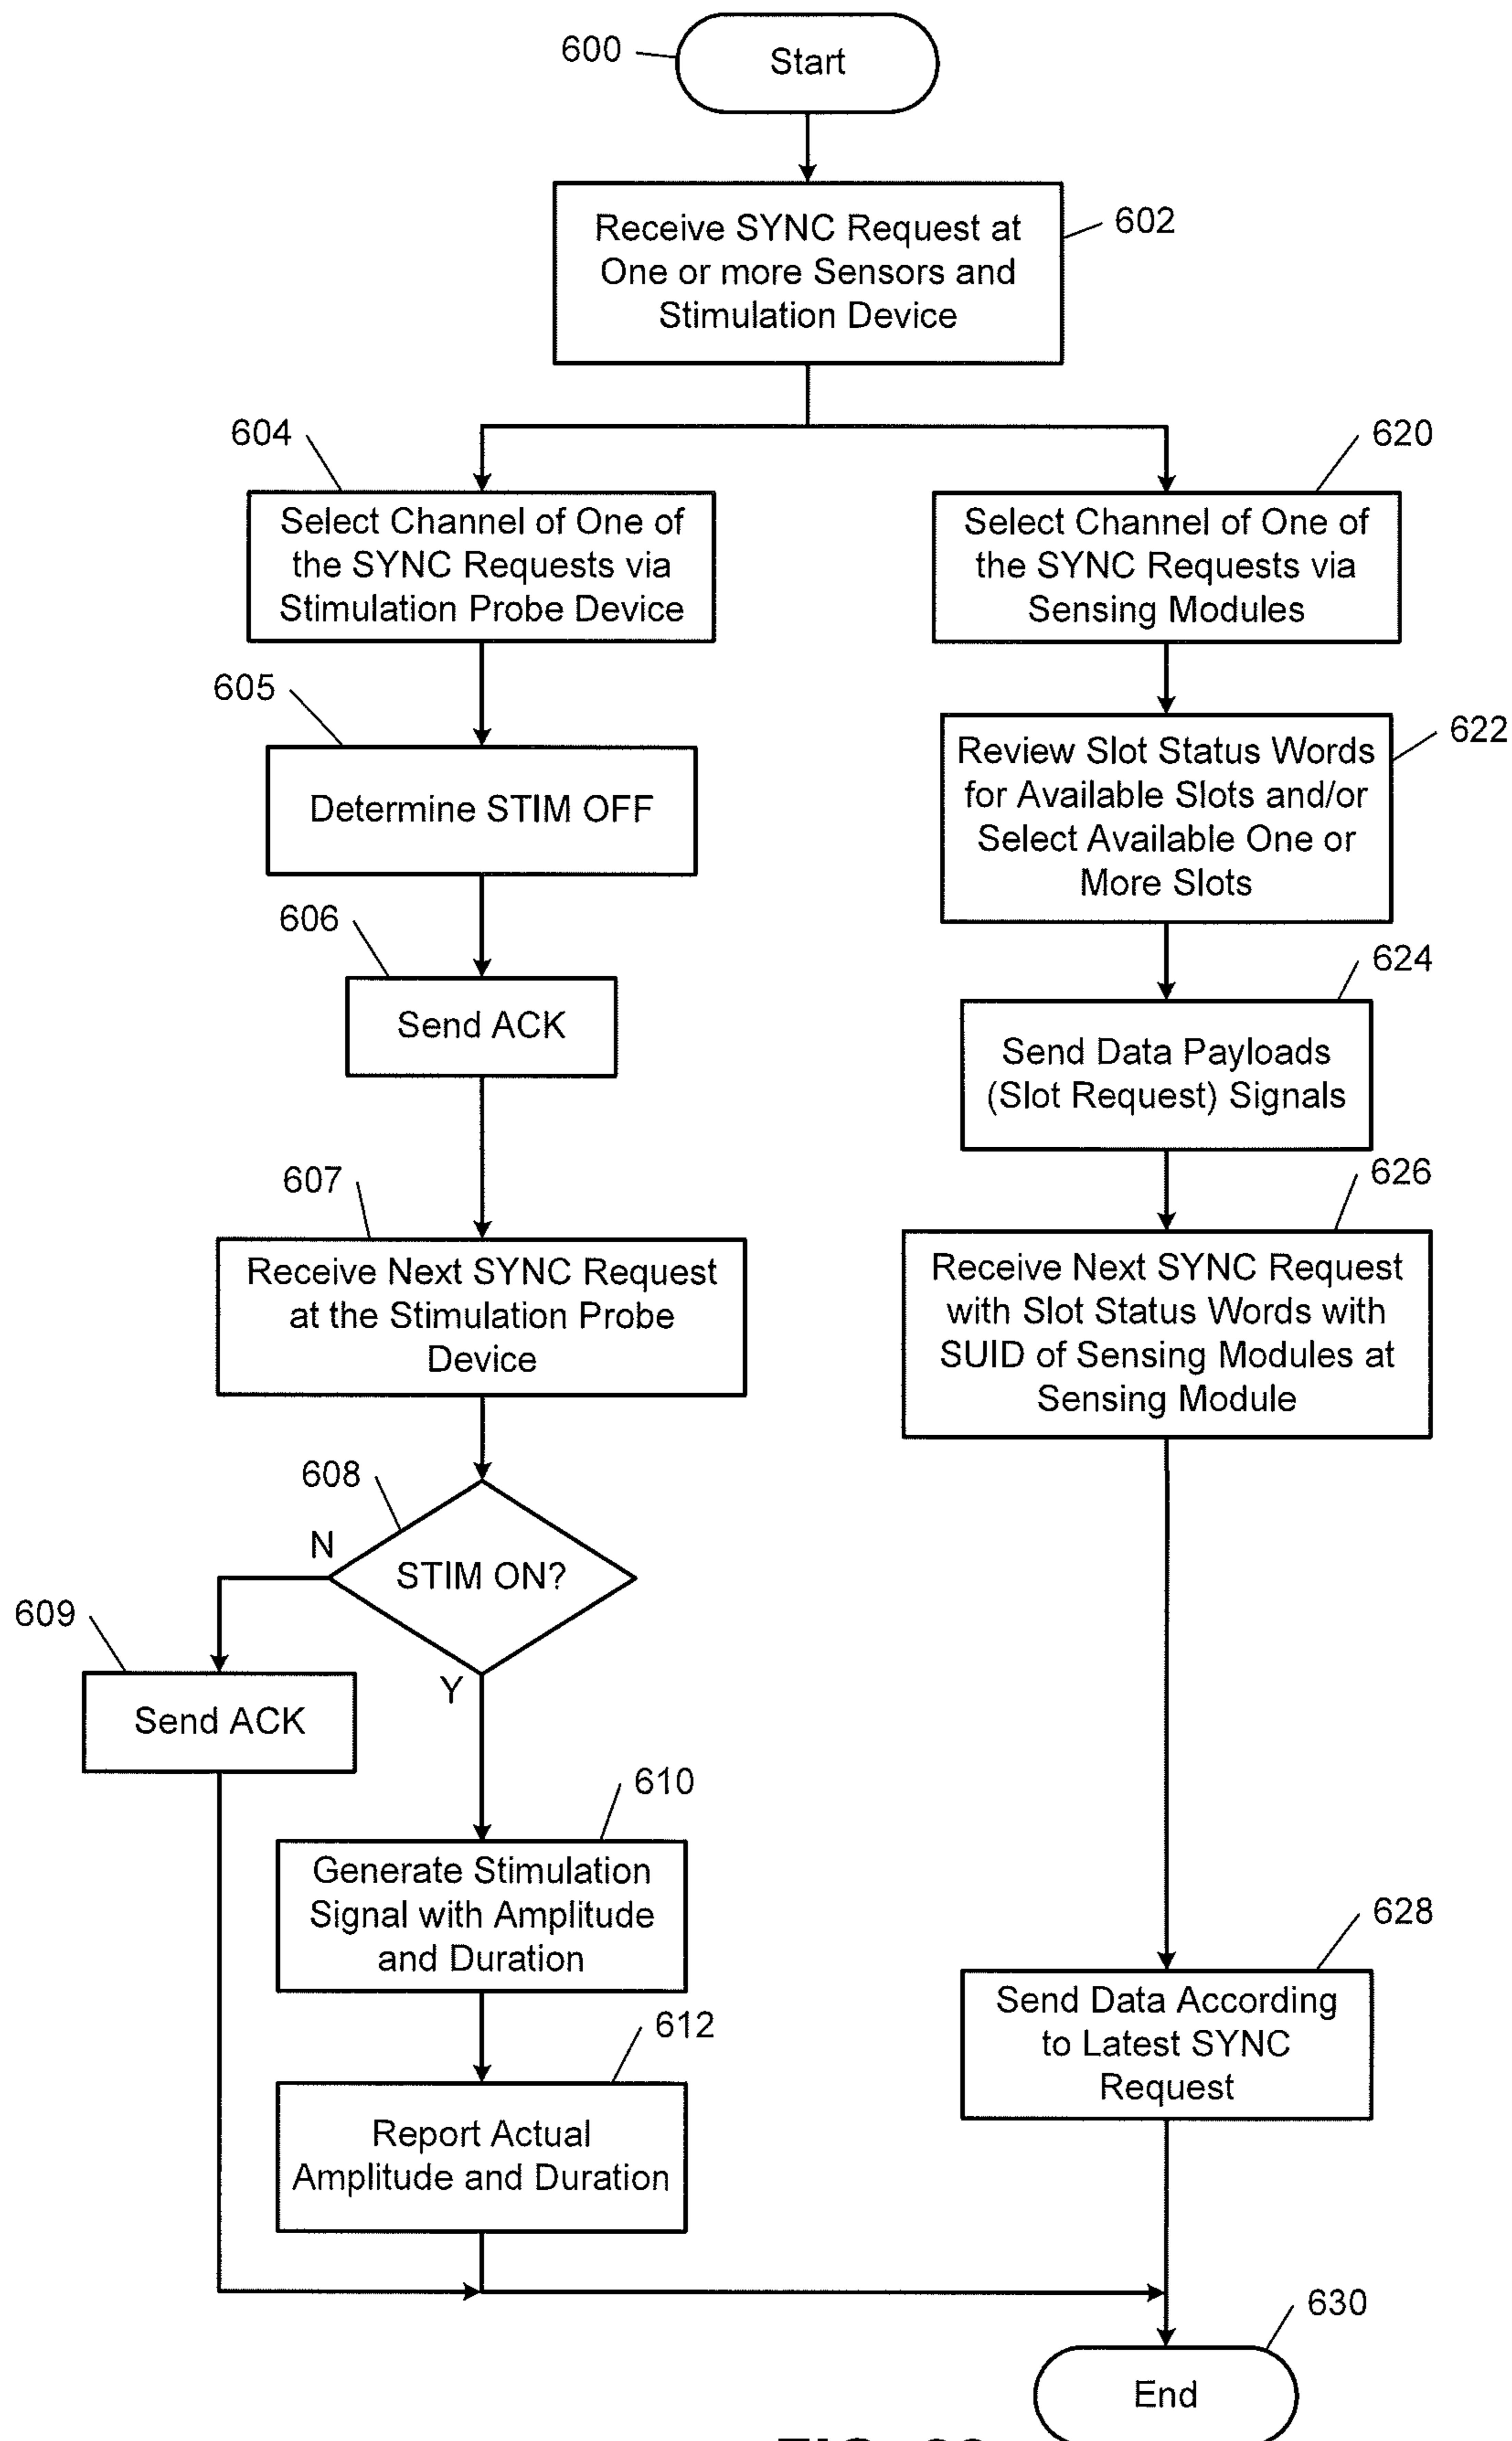 600
Start
Receive SYNC Request at
One or more Sensors and
Stimulation Device
602
604
Select Channel of One of
the SYNC Requests via
Stimulation Probe Device
605
Determine STIM OFF
606
Send ACK
607
Receive Next SYNC Request
at the Stimulation Probe
Device
608
STIM ON?
N
Y
609
Send ACK
610
Generate Stimulation
Signal with Amplitude
and Duration
612
Report Actual
Amplitude and Duration
620
Select Channel of One of
the SYNC Requests via
Sensing Modules
622
Review Slot Status Words
for Available Slots and/or
Select Available One or
More Slots
624
Send Data Payloads
(Slot Request) Signals
626
Receive Next SYNC Request
with Slot Status Words with
SUID of Sensing Modules at
Sensing Module
628
Send Data According
to Latest SYNC
Request
630
End